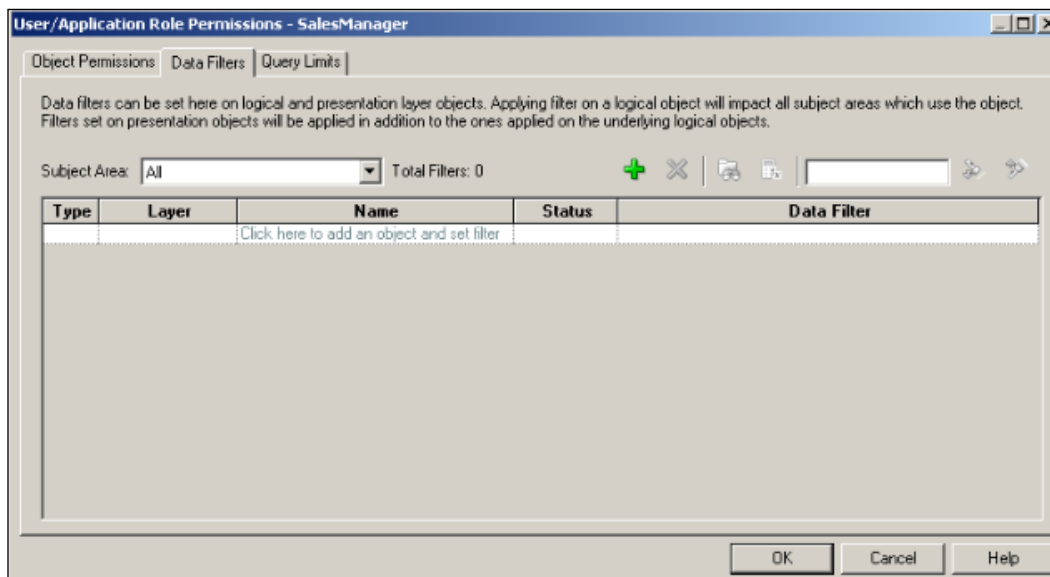 User/Application Role Permissions - SalesManager
Object Permissions Data Filters Query Limits
Data filters can be set here on logical and presentation layer objects. Applying filter on a logical object will impact all subject areas which use the object.
Filters set on presentation objects will be applied in addition to the ones applied on the underlying logical objects.
Subject Area: All Total Filters: 0
Type Layer Name Status Data Filter
Click here to add an object and set filter
OK Cancel Help